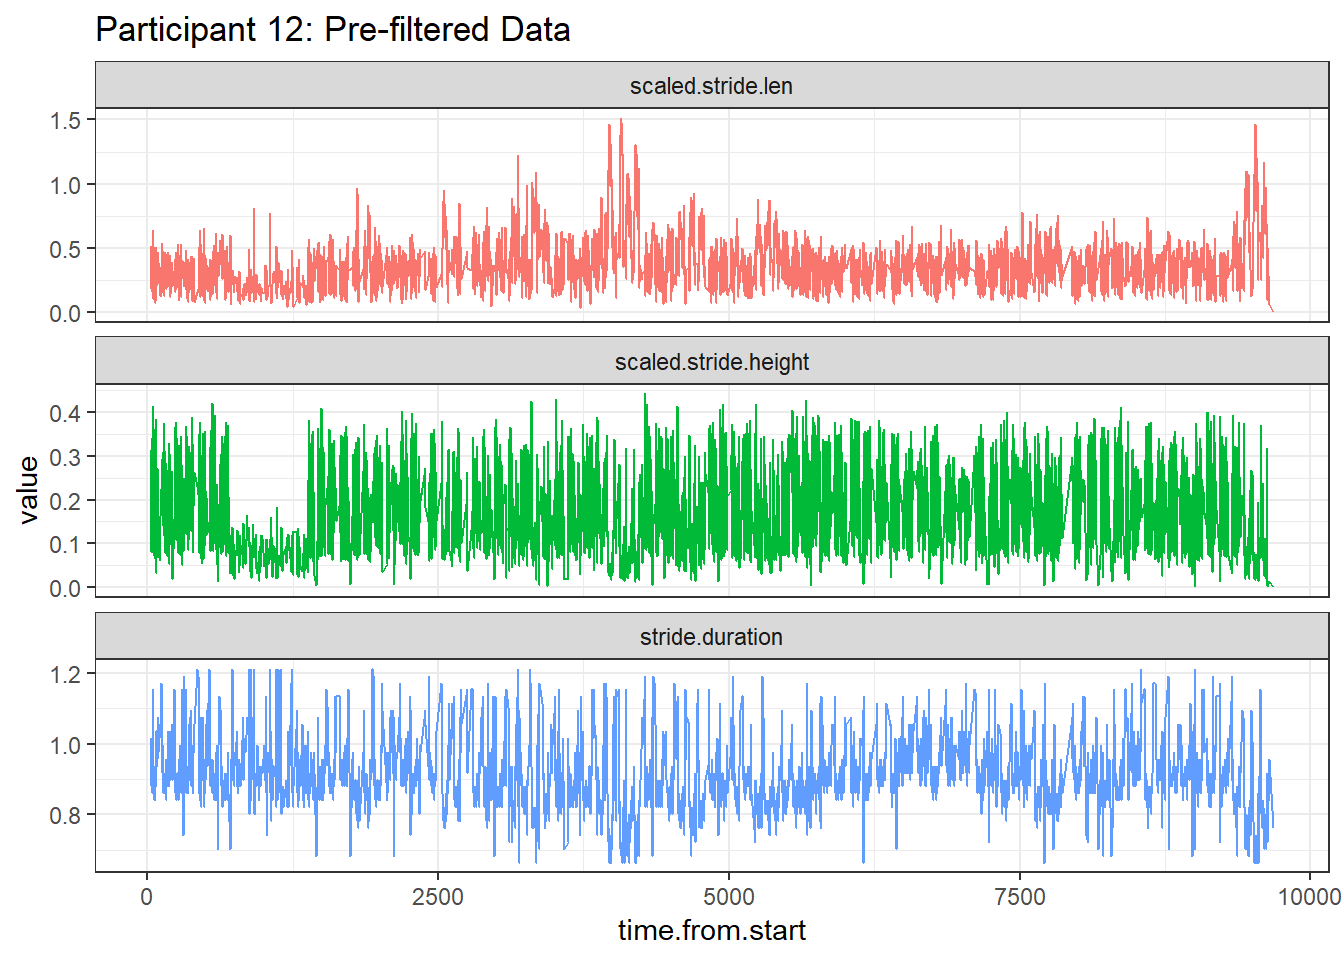 Participant 12: Pre-filtered Data
scaled.stride.len
1.5
1.0
0.5
0.0
scaled.stride.height
0.4
0.3
0.2
0.1
0.0
value
stride.duration
1.2
1.0
0.8
0 2500 5000 7500 10000
time.from.start